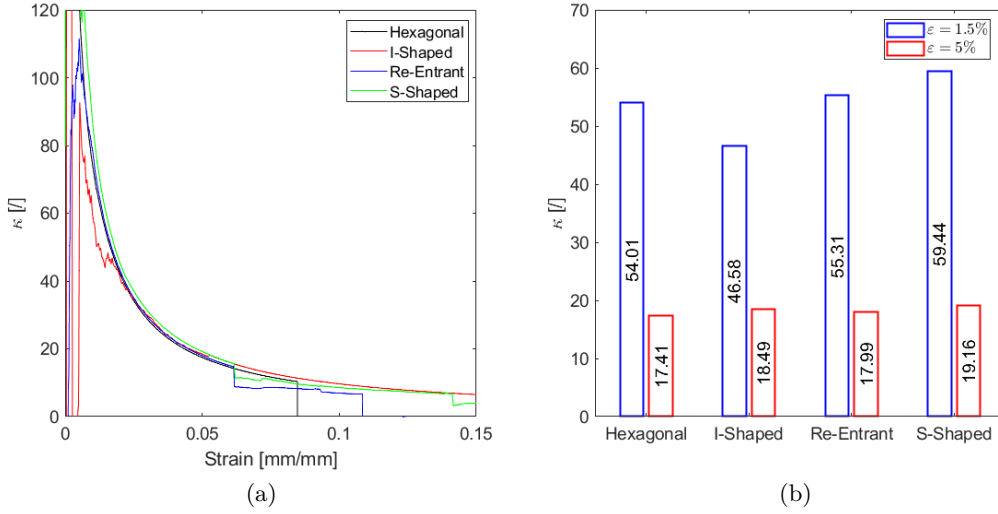 120
100
80
60
40
20
0
κ [/]
0
0.05
0.1
0.15
Strain [mm/mm]
Hexagonal
I-Shaped
Re-Entrant
S-Shaped
(a)
70
60
50
40
30
20
10
0
κ [/]
ε = 1.5%
ε = 5%
54.01
17.41
46.58
18.49
55.31
17.99
59.44
19.16
Hexagonal
I-Shaped
Re-Entrant
S-Shaped
(b)